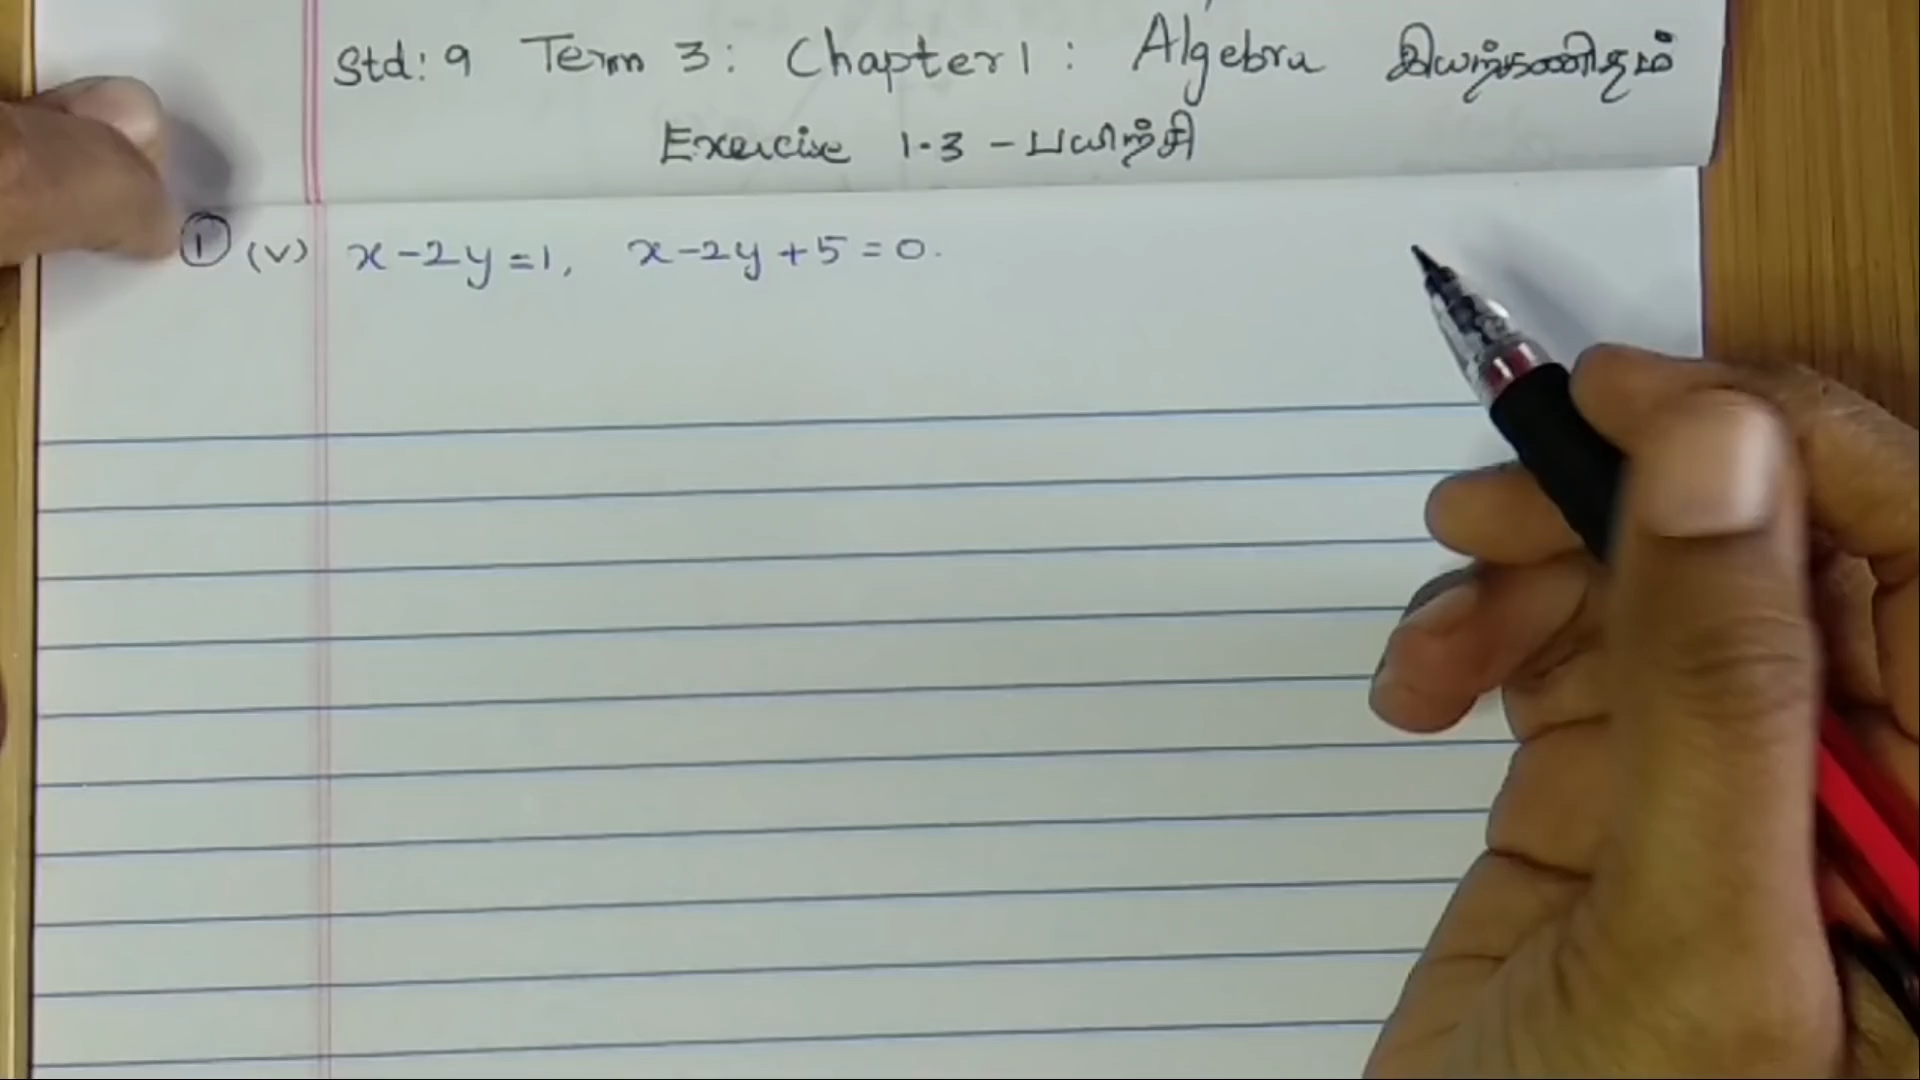 Std: 9 Term 3: Chapter 1: Algebra இயற்கணிதம்
Exercise 1.3 - பயிற்சி
① (v) x-2y=1, x-2y+5=0.